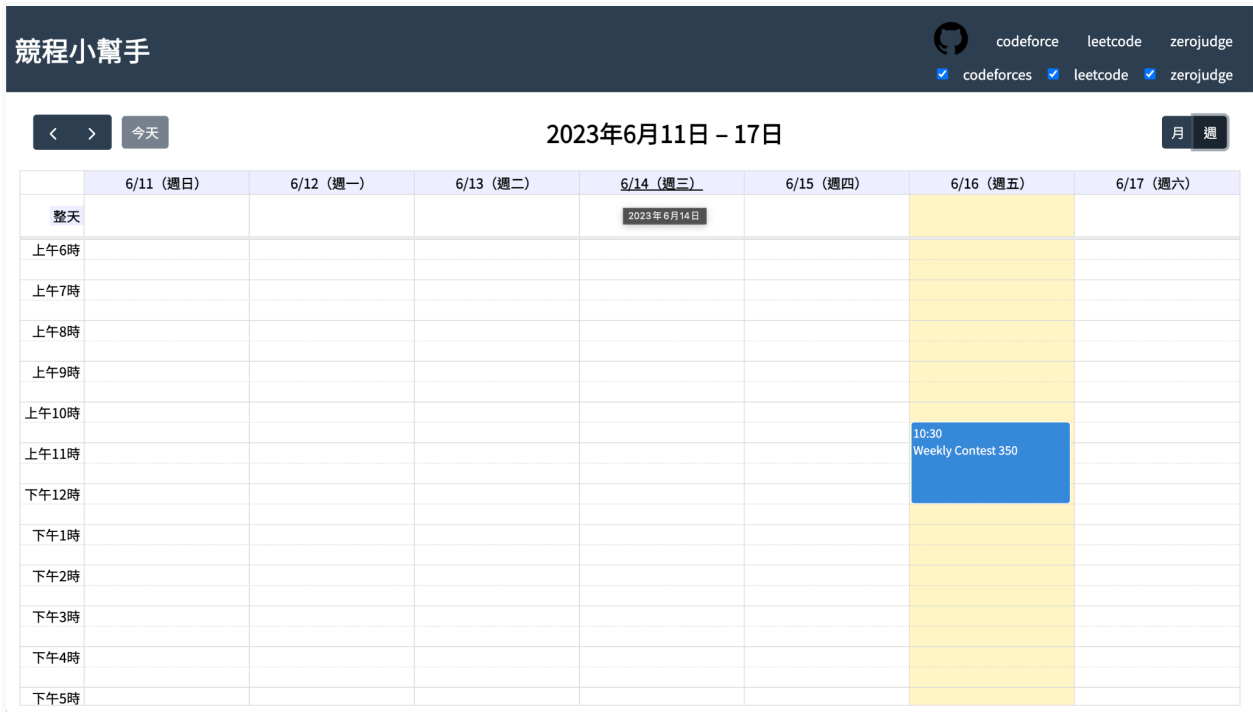 競程小幫手
codeforce leetcode zerojudge
codeforces leetcode zerojudge
今天
2023年6月11日 – 17日
月 週
6/11（週日） 6/12（週一） 6/13（週二） 6/14（週三） 6/15（週四） 6/16（週五） 6/17（週六）
整天
2023年6月14日
上午6時
上午7時
上午8時
上午9時
上午10時
10:30
Weekly Contest 350
上午11時
下午12時
下午1時
下午2時
下午3時
下午4時
下午5時